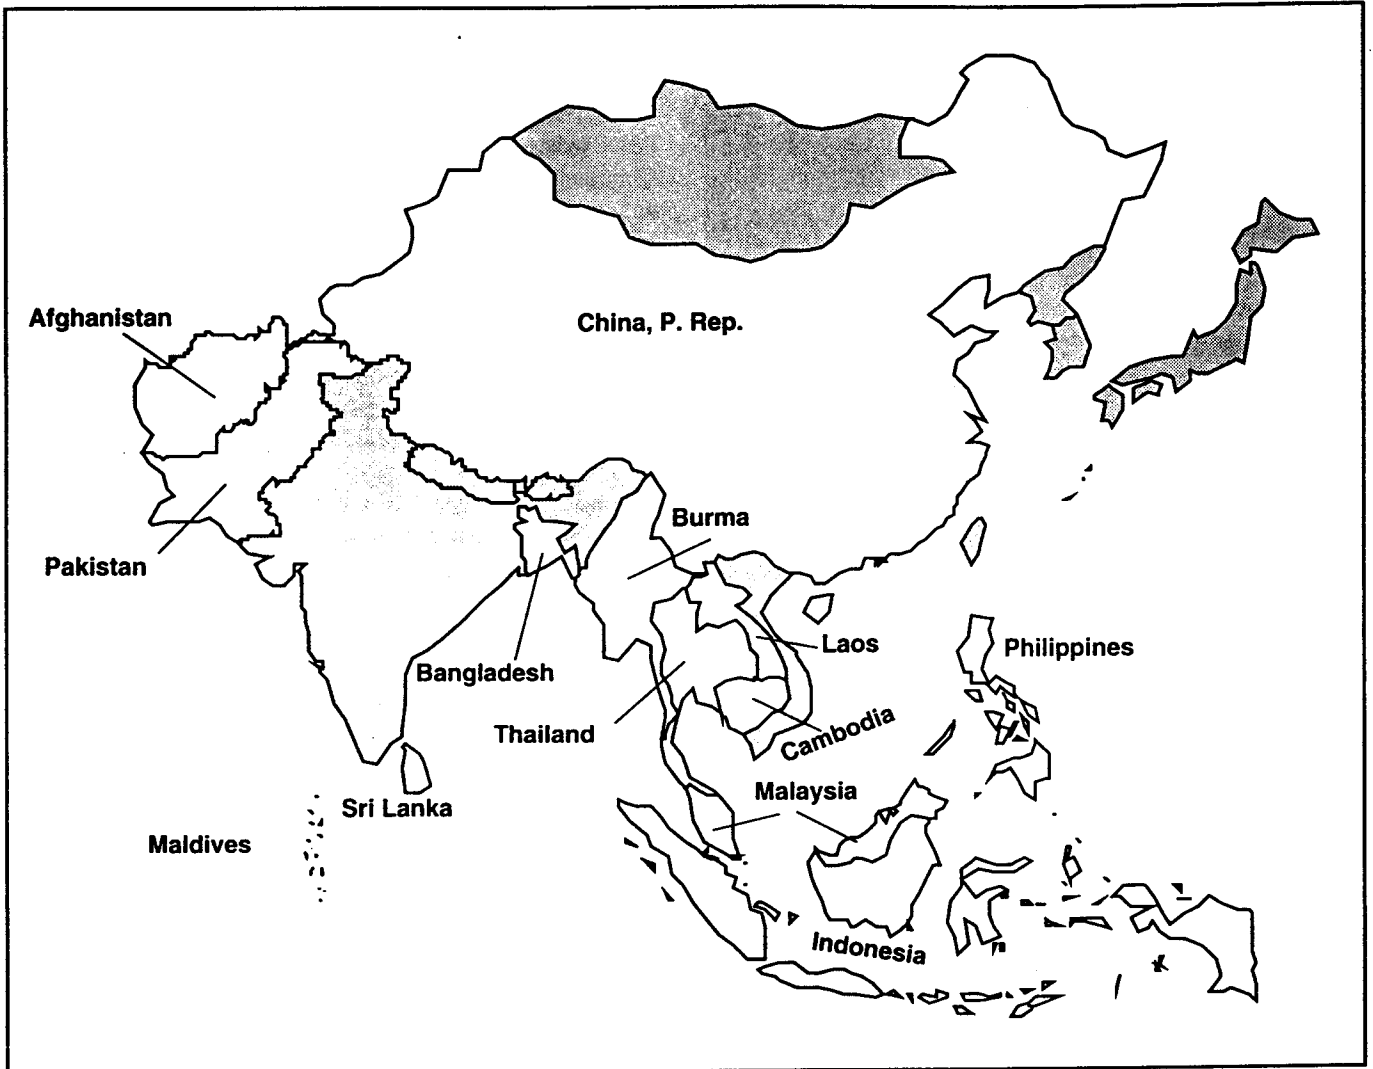 Afghanistan
China, P. Rep.
Burma
Pakistan
Laos
Philippines
Bangladesh
Thailand
Cambodia
Malaysia
Sri Lanka
Maldives
Indonesia